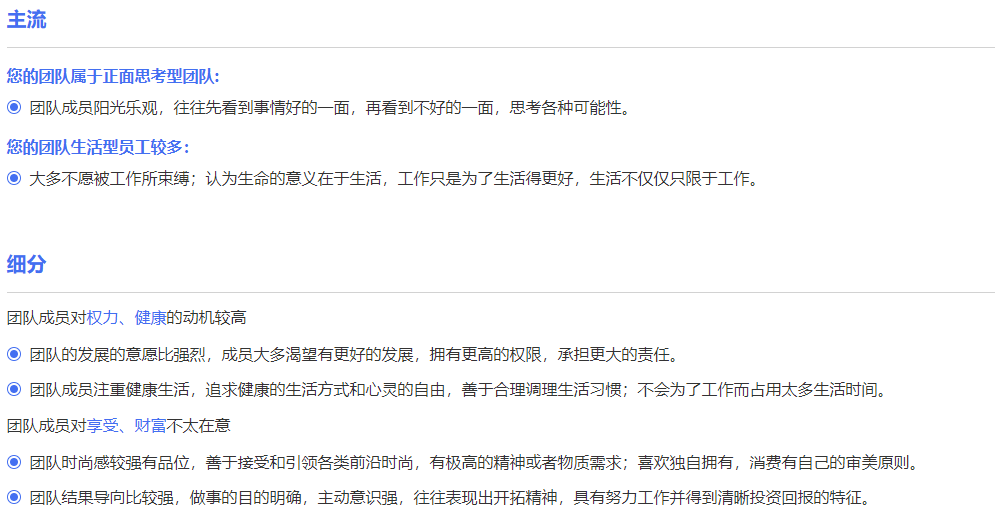 主流
您的团队属于正面思考型团队:
团队成员阳光乐观，往往先看到事情好的一面，再看到不好的一面，思考各种可能性。
您的团队生活型员工较多：
大多不愿被工作所束缚；认为生命的意义在于生活，工作只是为了生活得更好，生活不仅仅只限于工作。
细分
团队成员对权力、健康的动机较高
团队的发展的意愿比强烈，成员大多渴望有更好的发展，拥有更高的权限，承担更大的责任。
团队成员注重健康生活，追求健康的生活方式和心灵的自由，善于合理调理生活习惯；不会为了工作而占用太多生活时间。
团队成员对享受、财富不太在意
团队时尚感较强有品位，善于接受和引领各类前沿时尚，有极高的精神或者物质需求；喜欢独自拥有，消费有自己的审美原则。
团队结果导向比较强，做事的目的明确，主动意识强，往往表现出开拓精神，具有努力工作并得到清晰投资回报的特征。